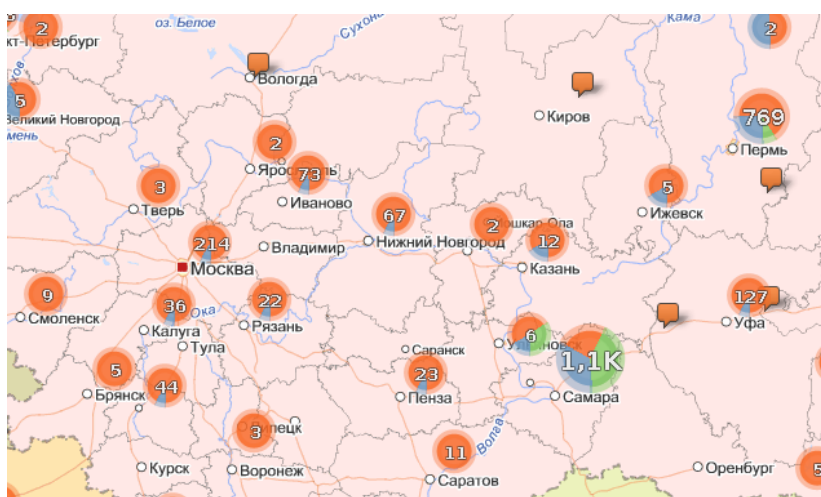 2
оз. Белое
Сухона
Кама
2
кт-Петербург
Вологда
5
Великий Новгород
Киров
769
Пермь
2
73
3
Тверь
Иваново
5
Ижевск
67
2
12
214
Владимир
Нижний Новгород
Москва
Казань
9
Смоленск
36
Ока
22
Рязань
127
Уфа
Калуга
Тула
6
1,1K
Саранск
5
Брянск
44
23
Пенза
Самара
3
11
Волга
Курск
Воронеж
Саратов
Оренбург
5